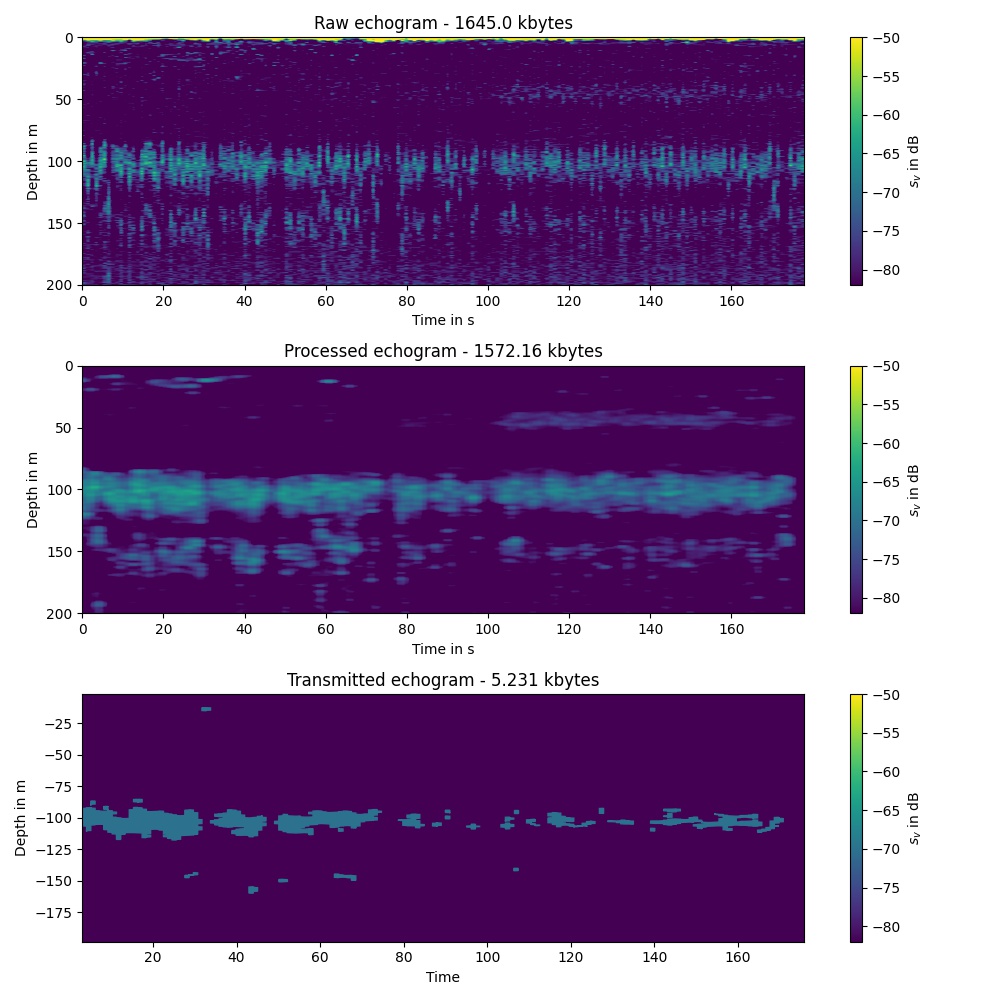 Raw echogram - 1645.0 kbytes
0
50
100
150
200
Depth in m
0 20 40 60 80 100 120 140 160
Time in s
−50
−55
−60
−65
−70
−75
−80
sv in dB
Processed echogram - 1572.16 kbytes
0
50
100
150
200
Depth in m
0 20 40 60 80 100 120 140 160
Time in s
−50
−55
−60
−65
−70
−75
−80
sv in dB
Transmitted echogram - 5.231 kbytes
−25
−50
−75
−100
−125
−150
−175
Depth in m
20 40 60 80 100 120 140 160
Time
−50
−55
−60
−65
−70
−75
−80
sv in dB